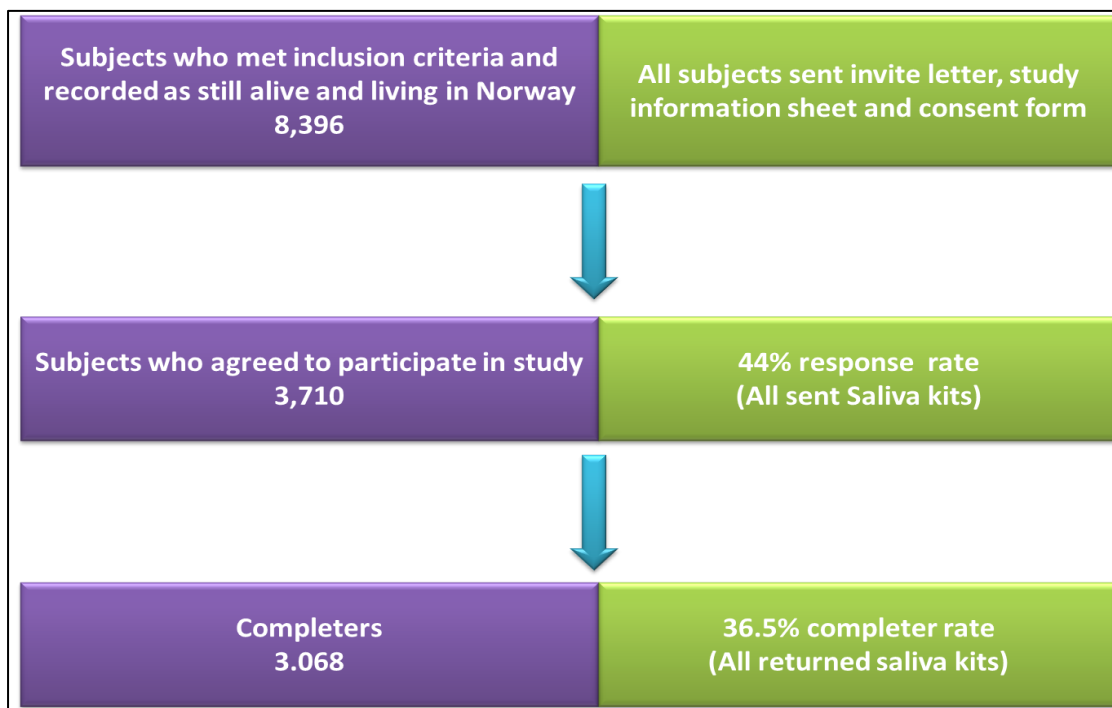 Subjects who met inclusion criteria and
recorded as still alive and living in Norway
8,396
All subjects sent invite letter, study
information sheet and consent form
Subjects who agreed to participate in study
3,710
44% response rate
(All sent Saliva kits)
Completers
3.068
36.5% completer rate
(All returned saliva kits)